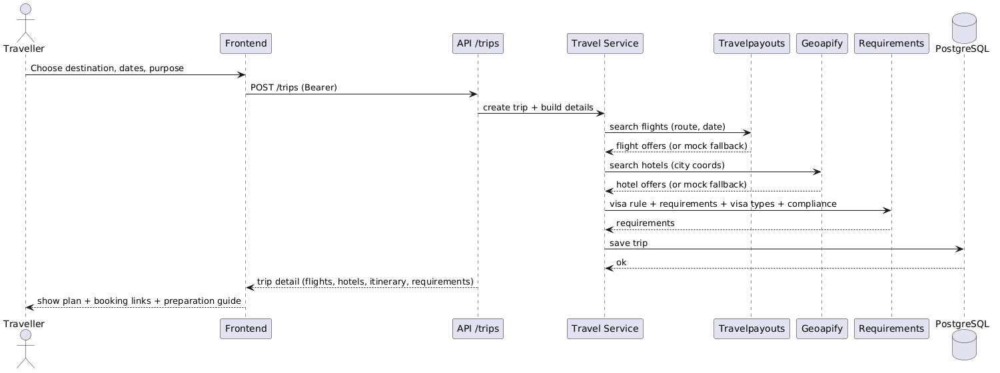 Traveller
Frontend
API /trips
Travel Service
Travelpayouts
Geoapify
Requirements
PostgreSQL
Choose destination, dates, purpose
POST /trips (Bearer)
create trip + build details
search flights (route, date)
flight offers (or mock fallback)
search hotels (city coords)
hotel offers (or mock fallback)
visa rule + requirements + visa types + compliance
requirements
save trip
ok
trip detail (flights, hotels, itinerary, requirements)
show plan + booking links + preparation guide
Traveller
Frontend
API /trips
Travel Service
Travelpayouts
Geoapify
Requirements
PostgreSQL